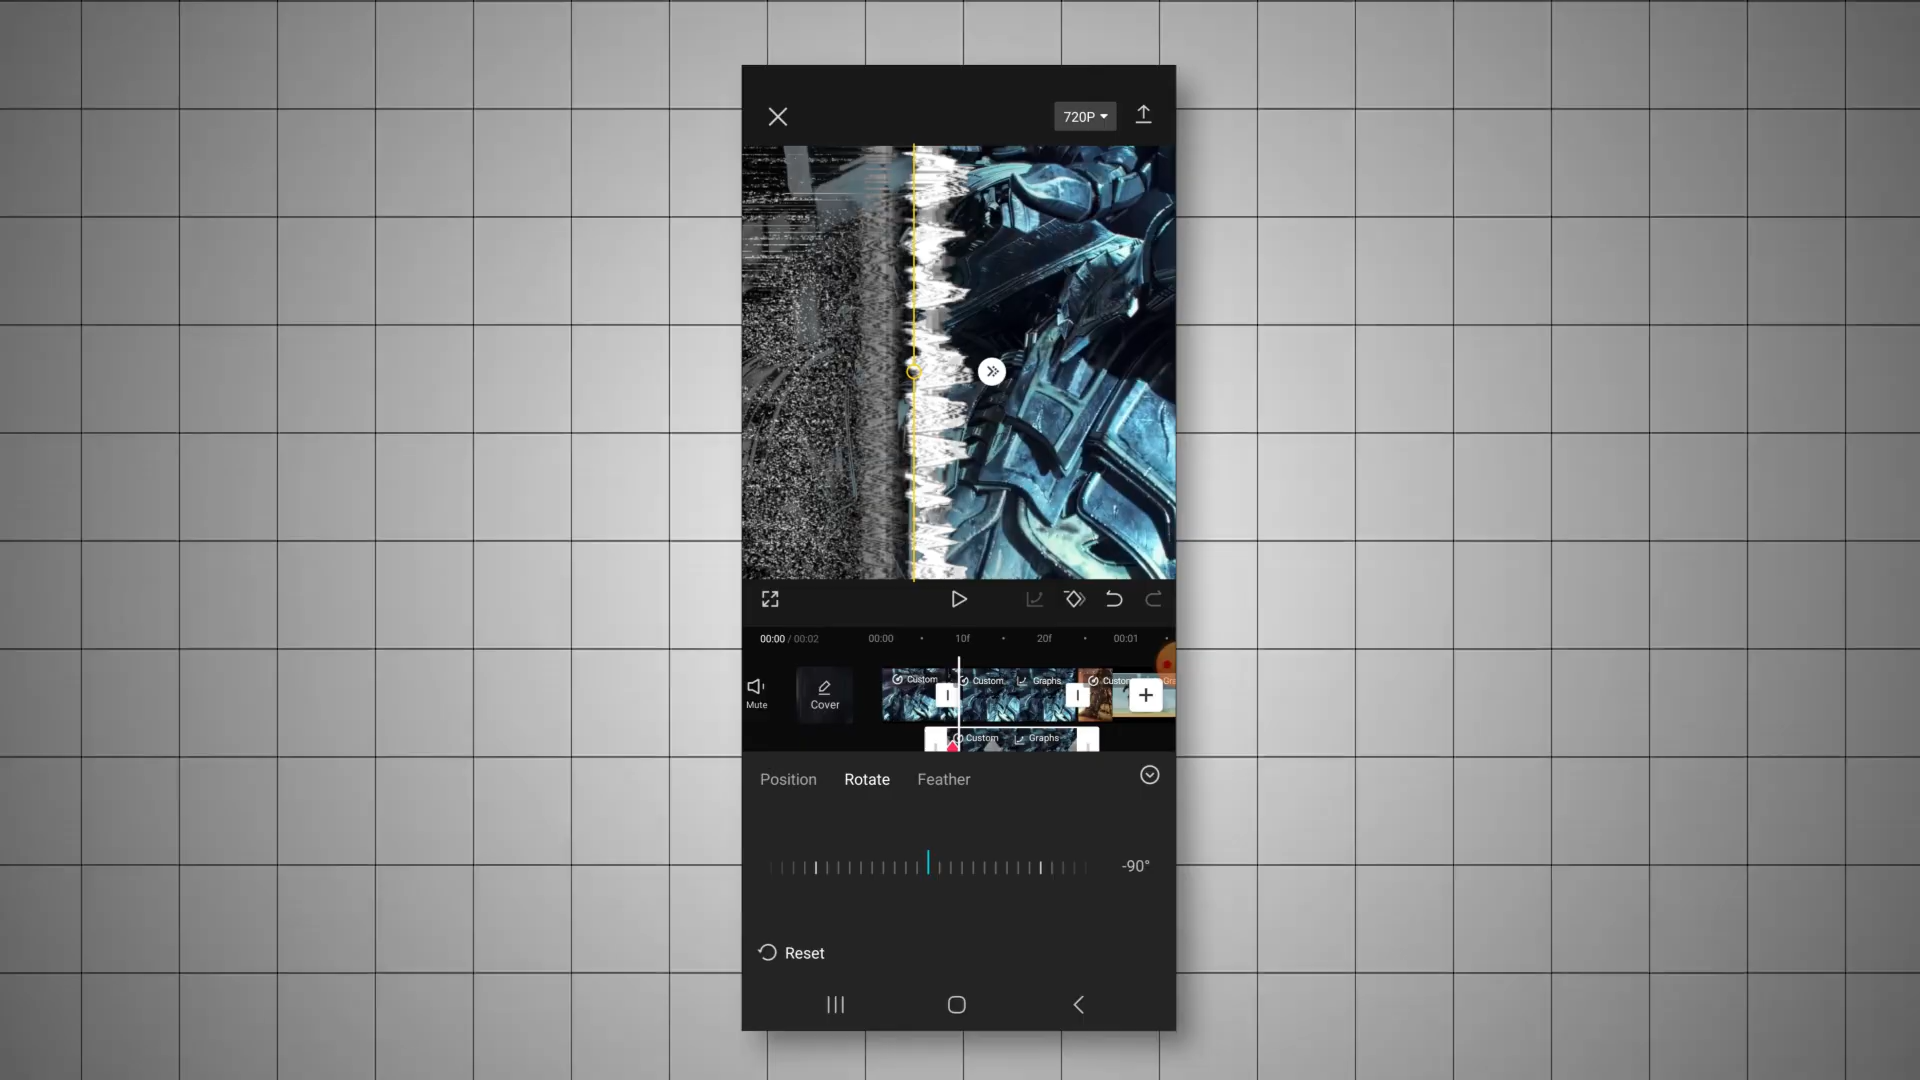 720P
00:00 / 00:02 00:00 10f 20f 00:01
Custom Custom Graphs Custom
Mute Cover
Custom Graphs
Position Rotate Feather
-90°
Reset